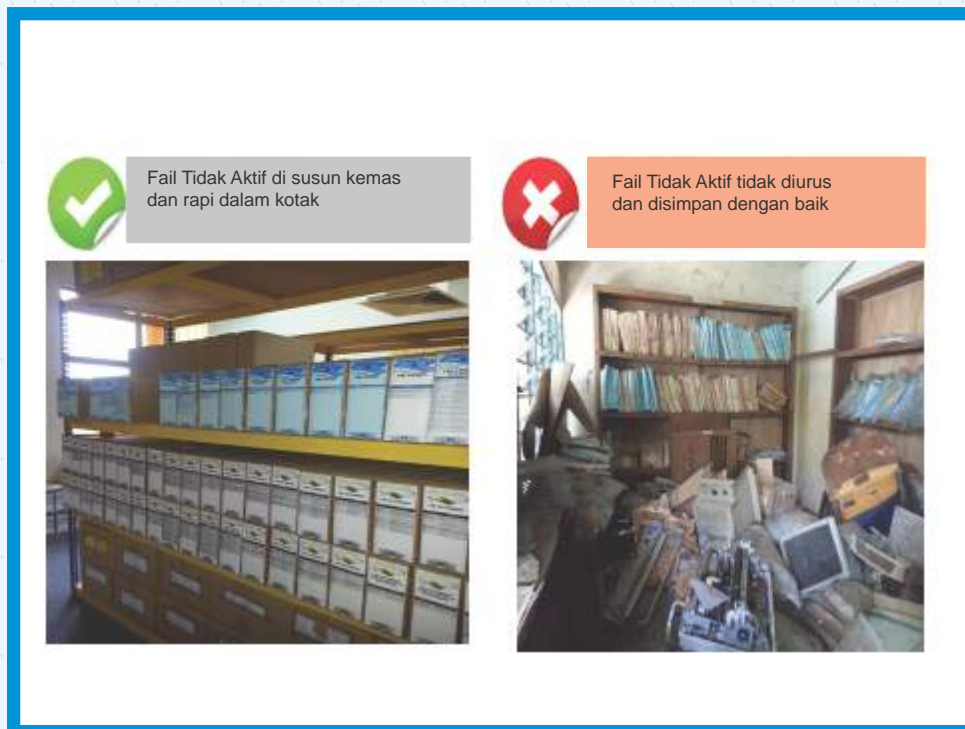 Fail Tidak Aktif di susun kemas
dan rapi dalam kotak
Fail Tidak Aktif tidak diurus
dan disimpan dengan baik